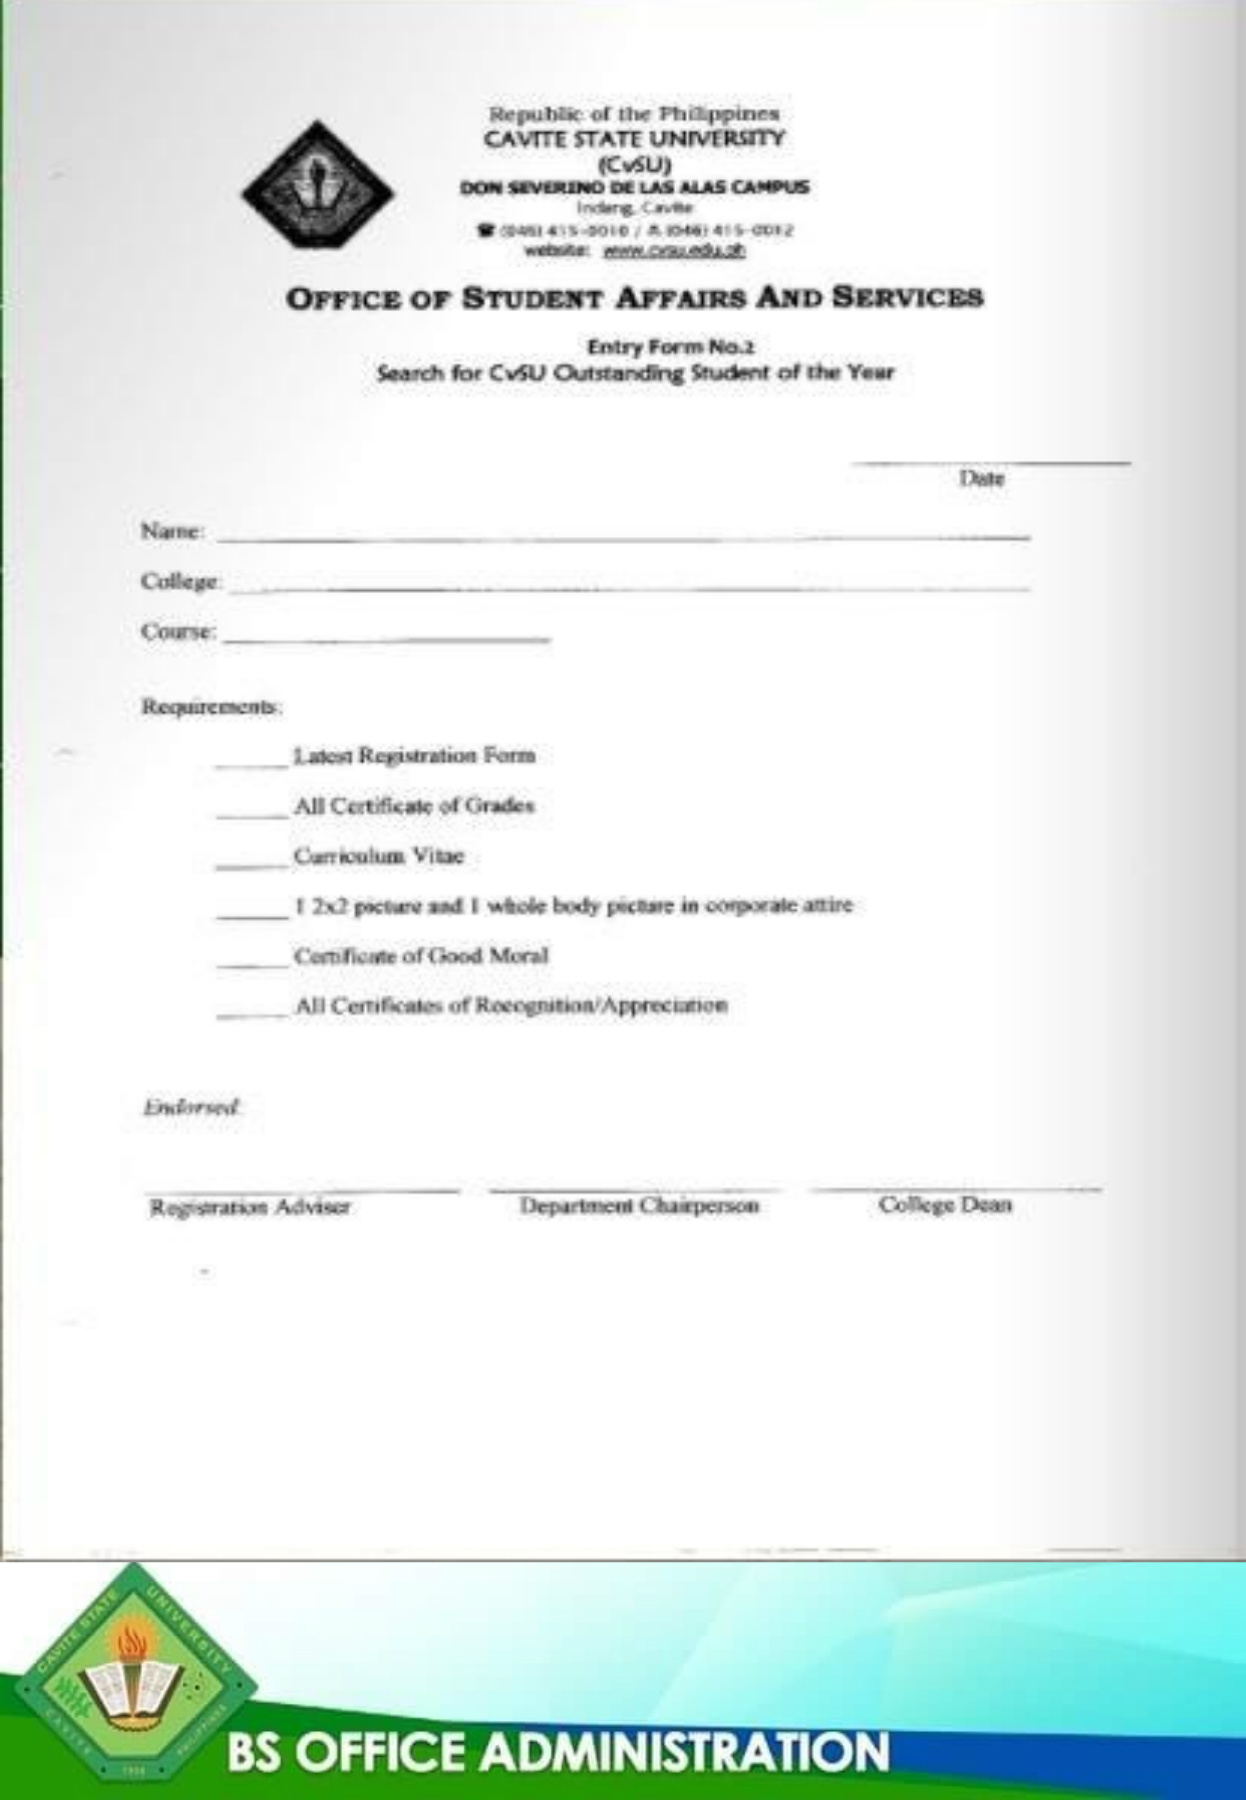 Republic of the Philippines
CAVITE STATE UNIVERSITY
(CvSU)
DON SEVERINO DE LAS ALAS CAMPUS
Indang, Cavite
☎ (046) 415-0010 / (046) 415-0012
website: www.cvsu.edu.ph
OFFICE OF STUDENT AFFAIRS AND SERVICES
Entry Form No.2
Search for CvSU Outstanding Student of the Year
Date
Name:
College:
Course:
Requirements:
Latest Registration Form
All Certificate of Grades
Curriculum Vitae
1 2x2 picture and 1 whole body picture in corporate attire
Certificate of Good Moral
All Certificates of Recognition/Appreciation
Endorsed:
Registration Adviser
Department Chairperson
College Dean
CAVITE STATE UNIVERSITY
CAVITE PHILIPPINES
BS OFFICE ADMINISTRATION